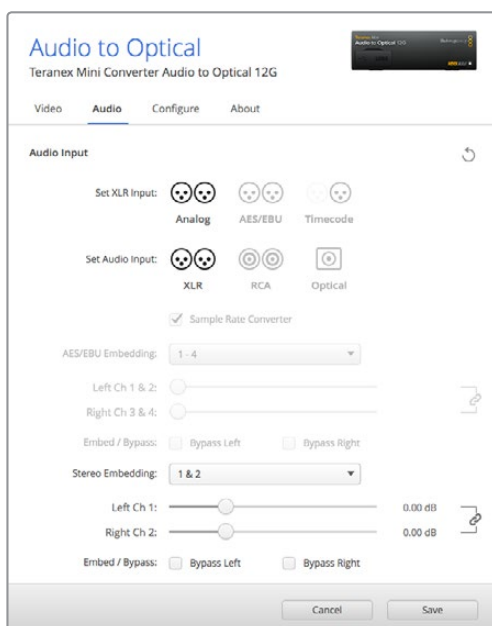 Audio to Optical
Teranex Mini Converter Audio to Optical 12G
Video Audio Configure About
Audio Input
Set XLR Input:
Analog AES/EBU Timecode
Set Audio Input:
XLR RCA Optical
Sample Rate Converter
AES/EBU Embedding: 1 - 4
Left Ch 1 & 2:
Right Ch 3 & 4:
Embed / Bypass: Bypass Left Bypass Right
Stereo Embedding: 1 & 2
Left Ch 1: 0.00 dB
Right Ch 2: 0.00 dB
Embed / Bypass: Bypass Left Bypass Right
Cancel Save